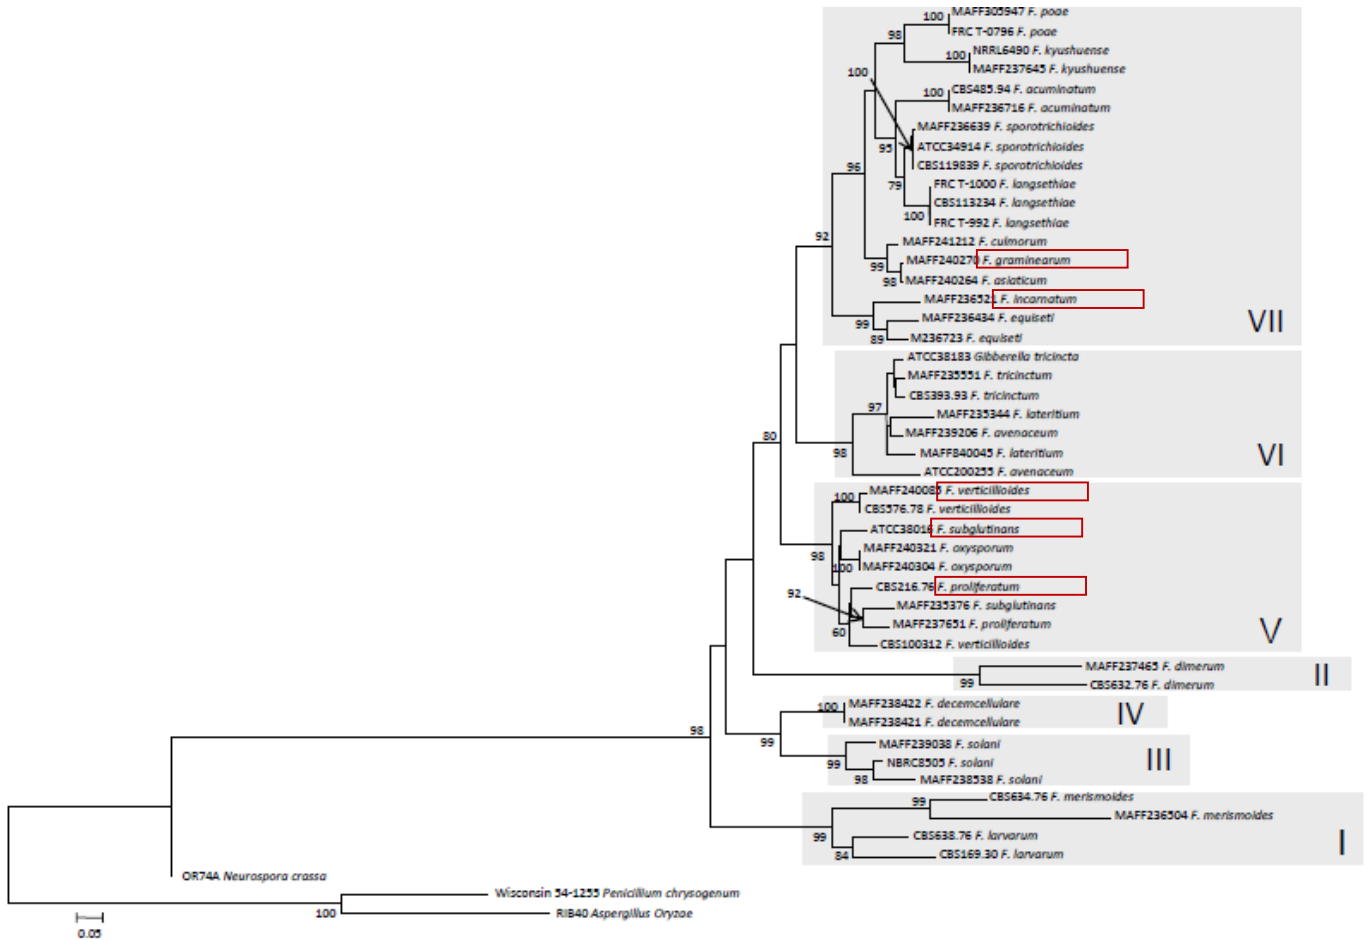 100 MAFF305947 F. poae
98 FRC T-0796 F. poae
100 NRRL6490 F. kyushuense
MAFF237645 F. kyushuense
100
100 CBS485.94 F. acuminatum
MAFF236716 F. acuminatum
MAFF236639 F. sporotrichioides
95 ATCC34914 F. sporotrichioides
96 CBS119839 F. sporotrichioides
79 FRC T-1000 F. langsethiae
CBS113234 F. langsethiae
100 FRC T-992 F. langsethiae
92 MAFF241212 F. culmorum
99 MAFF240270 F. graminearum
98 MAFF240264 F. asiaticum
MAFF236521 F. incarnatum
99 MAFF236434 F. equiseti
VII
89 M236723 F. equiseti
ATCC38183 Gibberella tricincta
MAFF235551 F. tricinctum
CBS393.93 F. tricinctum
97 MAFF235344 F. lateritium
80 MAFF239206 F. avenaceum
98 MAFF840045 F. lateritium
VI
ATCC200255 F. avenaceum
100 MAFF240085 F. verticillioides
CBS576.78 F. verticillioides
ATCC38016 F. subglutinans
98 MAFF240321 F. oxysporum
100 MAFF240304 F. oxysporum
CBS216.76 F. proliferatum
92 MAFF235376 F. subglutinans
60 MAFF237651 F. proliferatum
V
CBS100312 F. verticillioides
MAFF237465 F. dimerum
II
99 CBS632.76 F. dimerum
100 MAFF238422 F. decemcellulare
IV
MAFF238421 F. decemcellulare
98
99 MAFF239038 F. solani
99 NBRC8505 F. solani
III
98 MAFF238538 F. solani
99 CBS634.76 F. merismoides
MAFF236504 F. merismoides
99 CBS638.76 F. larvarum
I
84 CBS169.30 F. larvarum
OR74A Neurospora crassa
Wisconsin 54-1255 Penicillium chrysogenum
100 RIB40 Aspergillus Oryzae
0.05